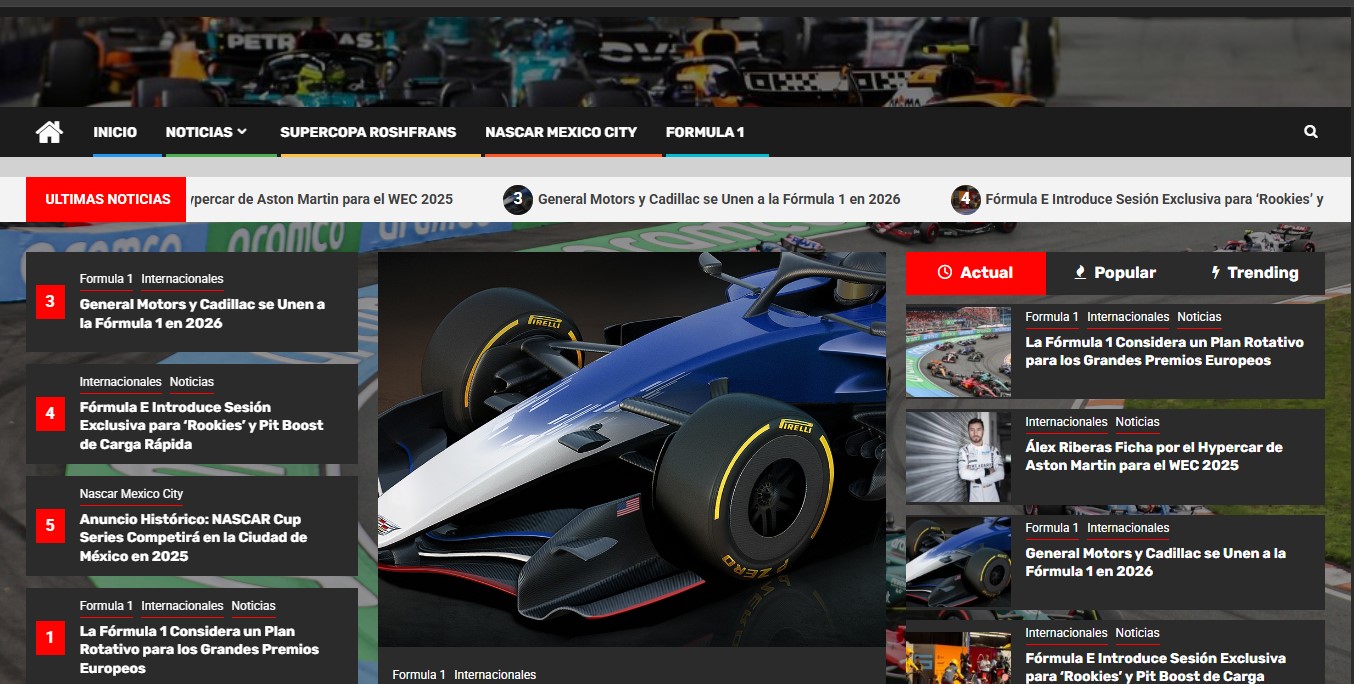 PETRONAS
INICIO
NOTICIAS
SUPERCOPA ROSHFRANS
NASCAR MEXICO CITY
FORMULA 1
ULTIMAS NOTICIAS
ypercar de Aston Martin para el WEC 2025
3
General Motors y Cadillac se Unen a la Fórmula 1 en 2026
4
Fórmula E Introduce Sesión Exclusiva para ‘Rookies’ y
aramco
aramco
aramco
aramco
3
Formula 1 Internacionales
General Motors y Cadillac se Unen a
la Fórmula 1 en 2026
4
Internacionales Noticias
Fórmula E Introduce Sesión
Exclusiva para ‘Rookies’ y Pit Boost
de Carga Rápida
5
Nascar Mexico City
Anuncio Histórico: NASCAR Cup
Series Competirá en la Ciudad de
México en 2025
1
Formula 1 Internacionales Noticias
La Fórmula 1 Considera un Plan
Rotativo para los Grandes Premios
Europeos
PIRELLI
PIRELLI
P ZERO
Formula 1 Internacionales
Actual
Popular
Trending
Formula 1 Internacionales Noticias
La Fórmula 1 Considera un Plan Rotativo
para los Grandes Premios Europeos
Internacionales Noticias
Álex Riberas Ficha por el Hypercar de
Aston Martin para el WEC 2025
Formula 1 Internacionales
General Motors y Cadillac se Unen a la
Fórmula 1 en 2026
Internacionales Noticias
Fórmula E Introduce Sesión Exclusiva
para ‘Rookies’ y Pit Boost de Carga